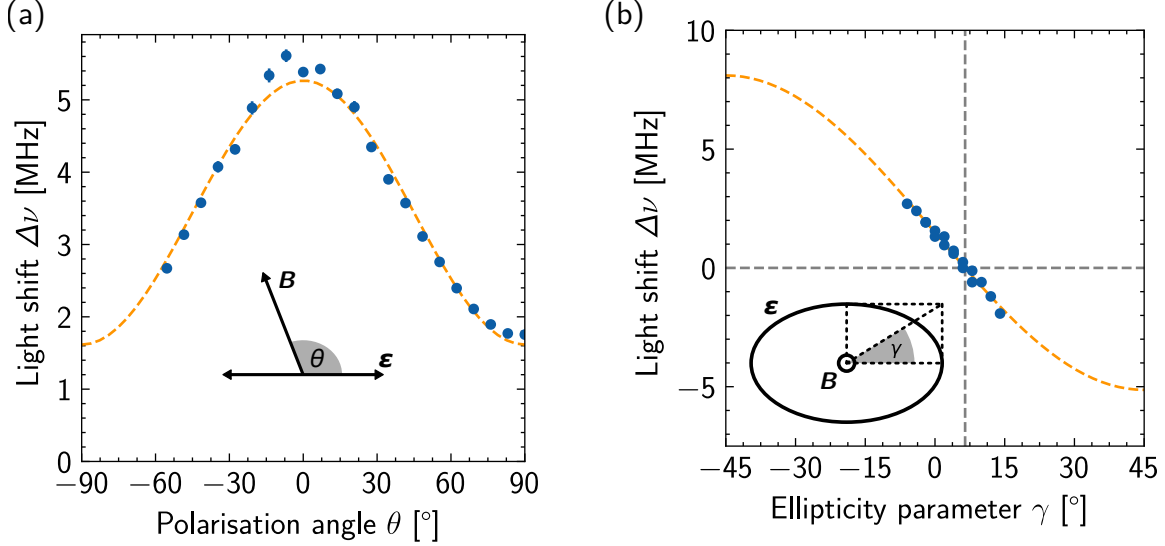 (a)
Light shift Δν [MHz]
5
4
3
2
1
0
B
θ
ε
−90
−60
−30
0
30
60
90
Polarisation angle θ [°]
(b)
Light shift Δν [MHz]
10
5
0
−5
ε
γ
B
−45
−30
−15
0
15
30
45
Ellipticity parameter γ [°]